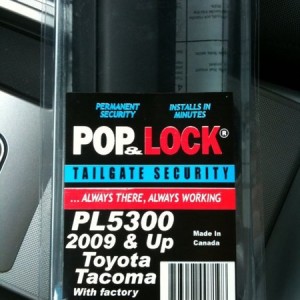 PERMANENT SECURITY
INSTALLS IN MINUTES
POP & LOCK®
TAILGATE SECURITY
...ALWAYS THERE, ALWAYS WORKING
PL5300
2009 & Up
Toyota
Tacoma
With factory
Made In
Canada